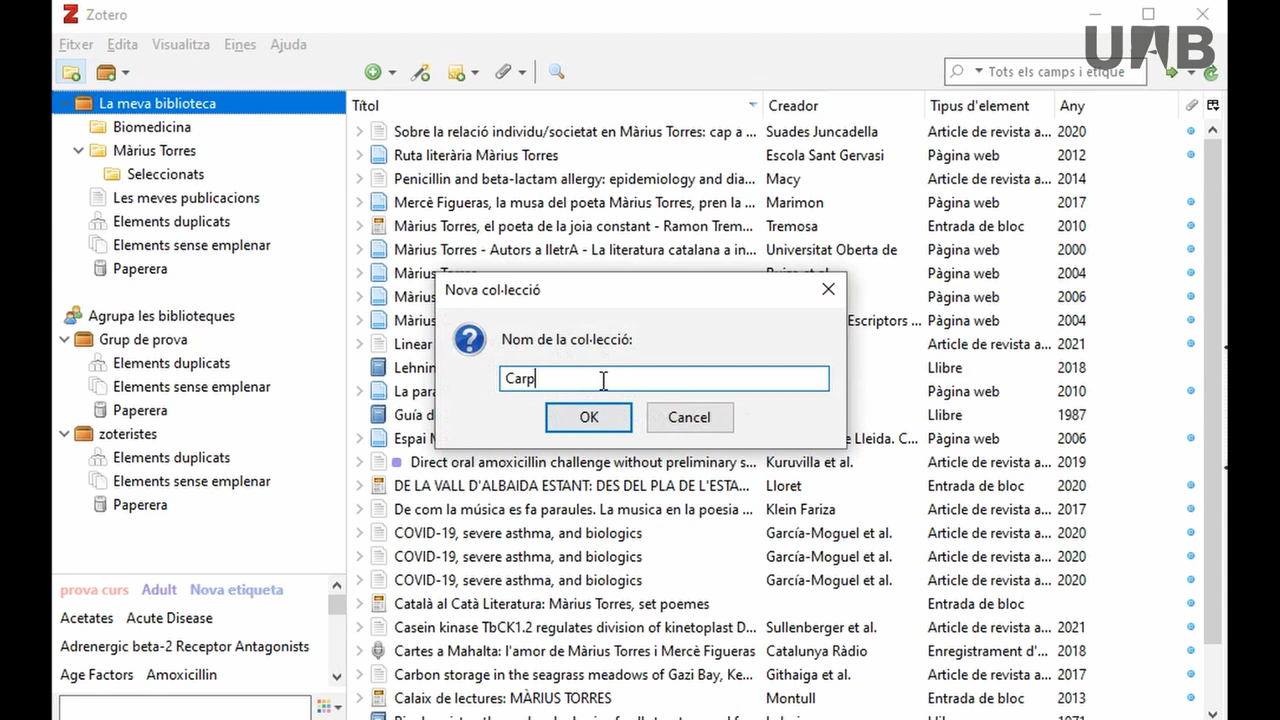 Zotero
UAB
Fitxer Edita Visualitza Eines Ajuda
Tots els camps i etique
La meva biblioteca
Biomedicina
Màrius Torres
Seleccionats
Les meves publicacions
Elements duplicats
Elements sense emplenar
Paperera
Agrupa les biblioteques
Grup de prova
Elements duplicats
Elements sense emplenar
Paperera
zoteristes
Elements duplicats
Elements sense emplenar
Paperera
prova curs Adult Nova etiqueta
Acetates Acute Disease
Adrenergic beta-2 Receptor Antagonists
Age Factors Amoxicillin
Títol Creador Tipus d'element Any
Sobre la relació individu/societat en Màrius Torres: cap a ... Suades Juncadella Article de revista a... 2020
Ruta literària Màrius Torres Escola Sant Gervasi Pàgina web 2012
Penicillin and beta-lactam allergy: epidemiology and dia... Macy Article de revista a... 2014
Mercè Figueras, la musa del poeta Màrius Torres, pren la ... Marimon Pàgina web 2017
Màrius Torres, el poeta de la joia constant - Ramon Trem... Tremosa Entrada de bloc 2010
Màrius Torres - Autors a lletrA - La literatura catalana a in... Universitat Oberta de Pàgina web 2000
Màrius Torres Pàgina web 2004
Màrius Pàgina web 2006
Màrius Escriptors ... Pàgina web 2004
Linear Article de revista a... 2021
Lehnin Llibre 2018
La para Pàgina web 2010
Guía d Llibre 1987
Espai M e Lleida. C... Pàgina web 2006
Direct oral amoxicillin challenge without preliminary s... Kuruvilla et al. Article de revista a... 2019
DE LA VALL D'ALBAIDA ESTANT: DES DEL PLA DE L'ESTA... Lloret Entrada de bloc 2020
De com la música es fa paraules. La musica en la poesia ... Klein Fariza Article de revista a... 2017
COVID-19, severe asthma, and biologics García-Moguel et al. Article de revista a... 2020
COVID-19, severe asthma, and biologics García-Moguel et al. Article de revista a... 2020
COVID-19, severe asthma, and biologics García-Moguel et al. Article de revista a... 2020
Català al Catà Literatura: Màrius Torres, set poemes Entrada de bloc
Casein kinase TbCK1.2 regulates division of kinetoplast D... Sullenberger et al. Article de revista a... 2021
Cartes a Mahalta: l'amor de Màrius Torres i Mercè Figueras Catalunya Ràdio Enregistrament d'... 2018
Carbon storage in the seagrass meadows of Gazi Bay, Ke... Githaiga et al. Article de revista a... 2017
Calaix de lectures: MÀRIUS TORRES Montull Entrada de bloc 2013
Nova col·lecció
Nom de la col·lecció:
Carp
OK Cancel